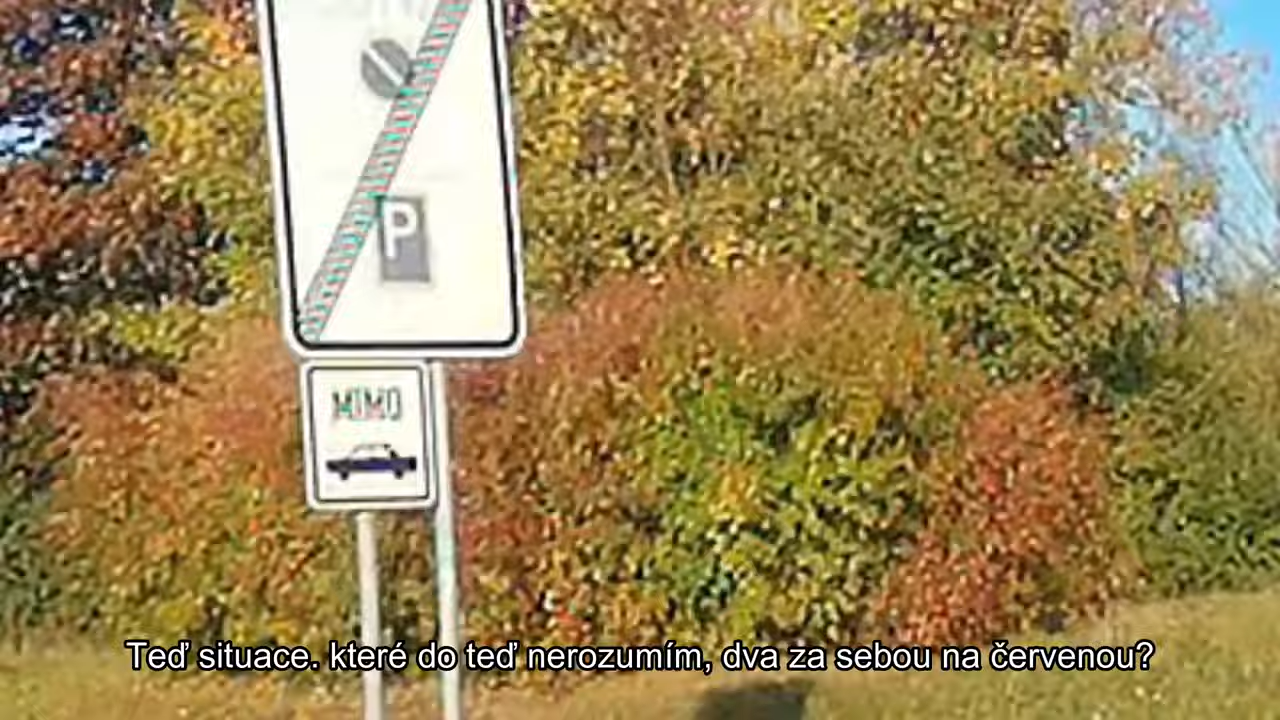 P
MIMO
Teď situace. které do teď nerozumím, dva za sebou na červenou?